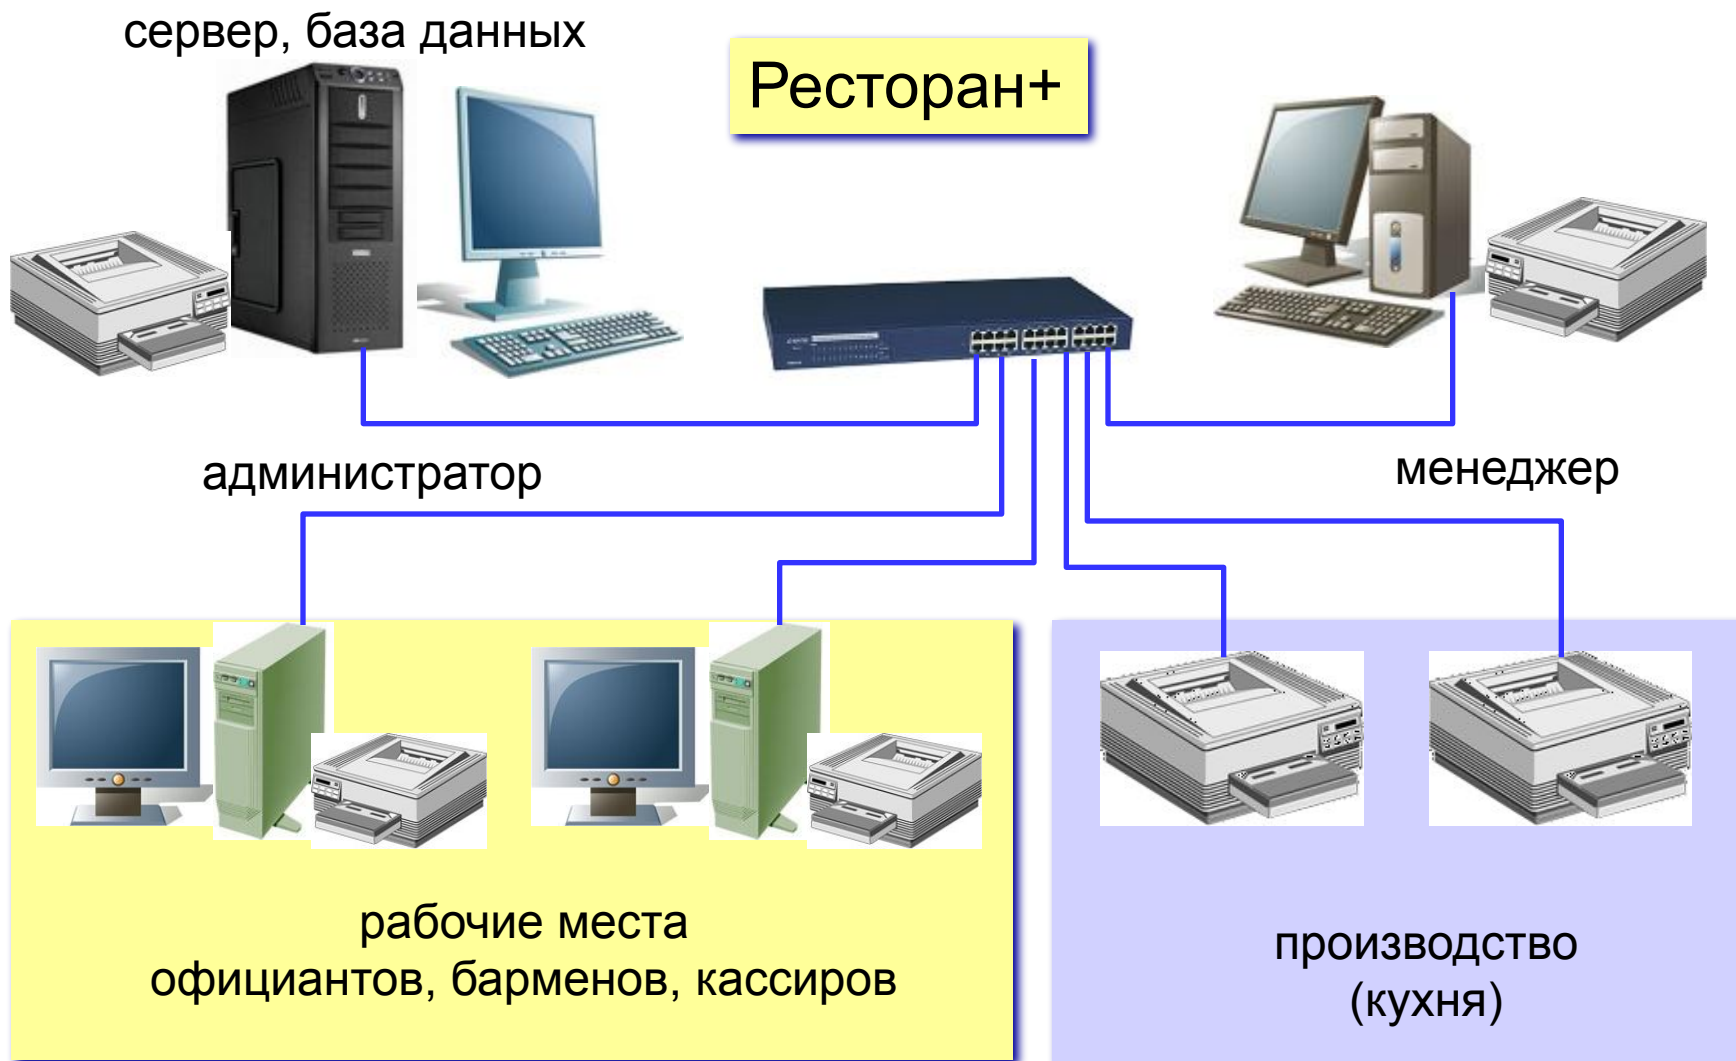 сервер, база данных
Ресторан+
администратор
менеджер
рабочие места
официантов, барменов, кассиров
производство
(кухня)